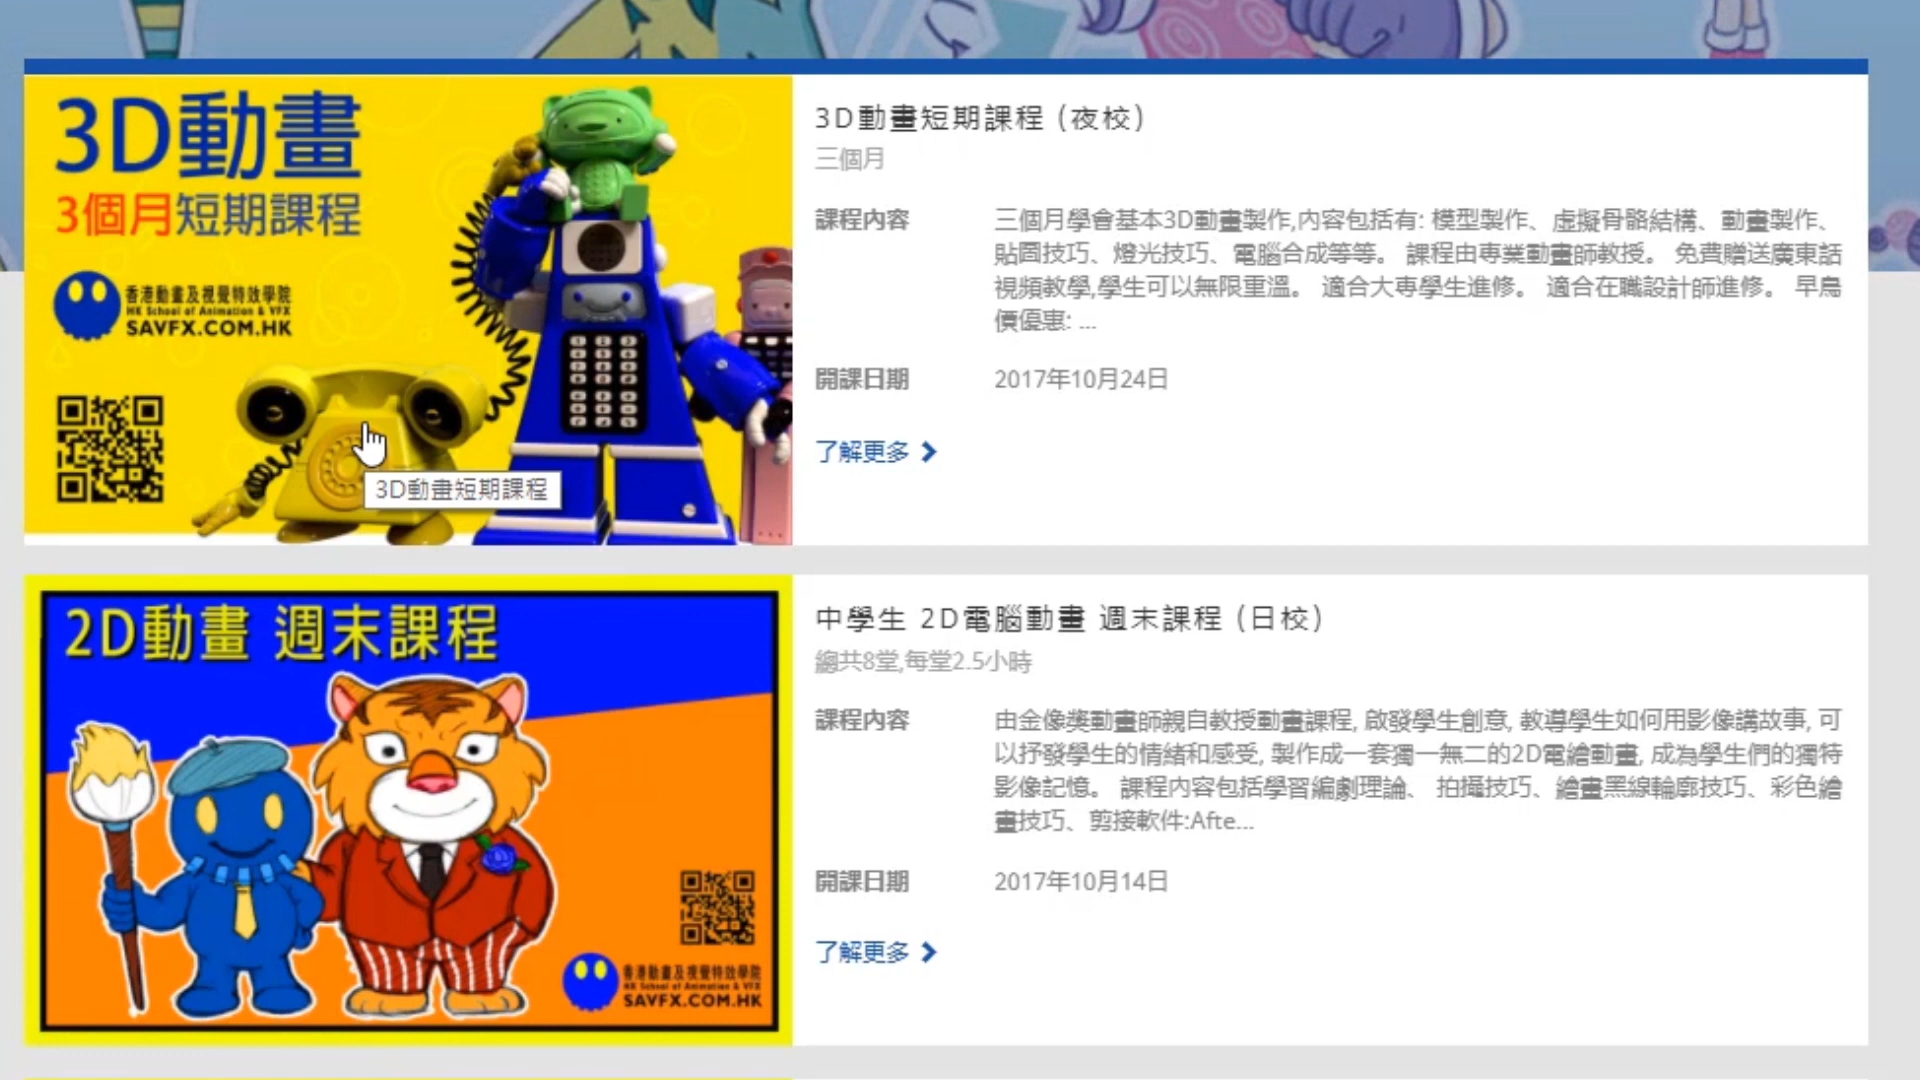 3D動畫
3個月短期課程
香港動畫及視覺特效學院
HK School of Animation & VFX
SAVFX.COM.HK
3D動畫短期課程
3D動畫短期課程 (夜校)
三個月
課程內容
三個月學會基本3D動畫製作,內容包括有: 模型製作、虛擬骨骼結構、動畫製作、
貼圖技巧、燈光技巧、電腦合成等等。 課程由専業動畫師教授。 免費贈送廣東話
視頻教學,學生可以無限重溫。 適合大専學生進修。 適合在職設計師進修。 早鳥
價優惠: ...
開課日期
2017年10月24日
了解更多
2D動畫 週末課程
香港動畫及視覺特效學院
HK School of Animation & VFX
SAVFX.COM.HK
中學生 2D電腦動畫 週末課程 (日校)
總共8堂,每堂2.5小時
課程內容
由金像獎動畫師親自教授動畫課程, 啟發學生創意, 教導學生如何用影像講故事, 可
以抒發學生的情緒和感受, 製作成一套獨一無二的2D電繪動畫, 成為學生們的獨特
影像記憶。 課程內容包括學習編劇理論、 拍攝技巧、繪畫黑線輪廓技巧、彩色繪
畫技巧、剪接軟件:Afte...
開課日期
2017年10月14日
了解更多